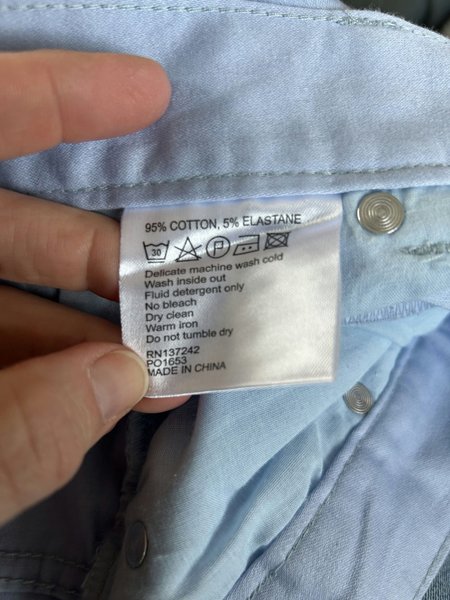 95% COTTON, 5% ELASTANE
30 P
Delicate machine wash cold
Wash inside out
Fluid detergent only
No bleach
Dry clean
Warm iron
Do not tumble dry
RN137242
PO1653
MADE IN CHINA